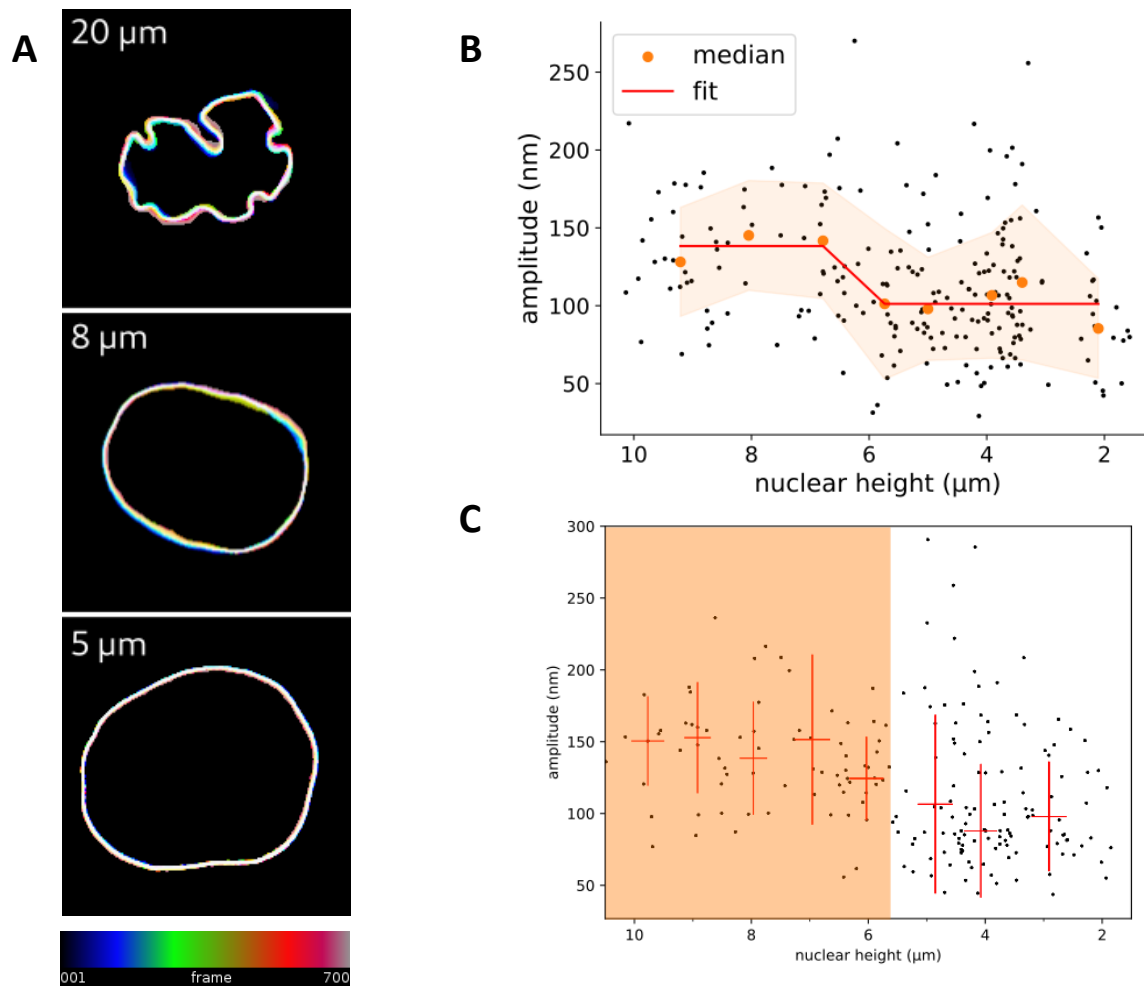 A
20 µm
8 µm
5 µm
001 frame 700
B
median
fit
250
200
150
100
50
amplitude (nm)
10 8 6 4 2
nuclear height (µm)
C
300
250
200
150
100
50
amplitude (nm)
10 8 6 4 2
nuclear height (µm)